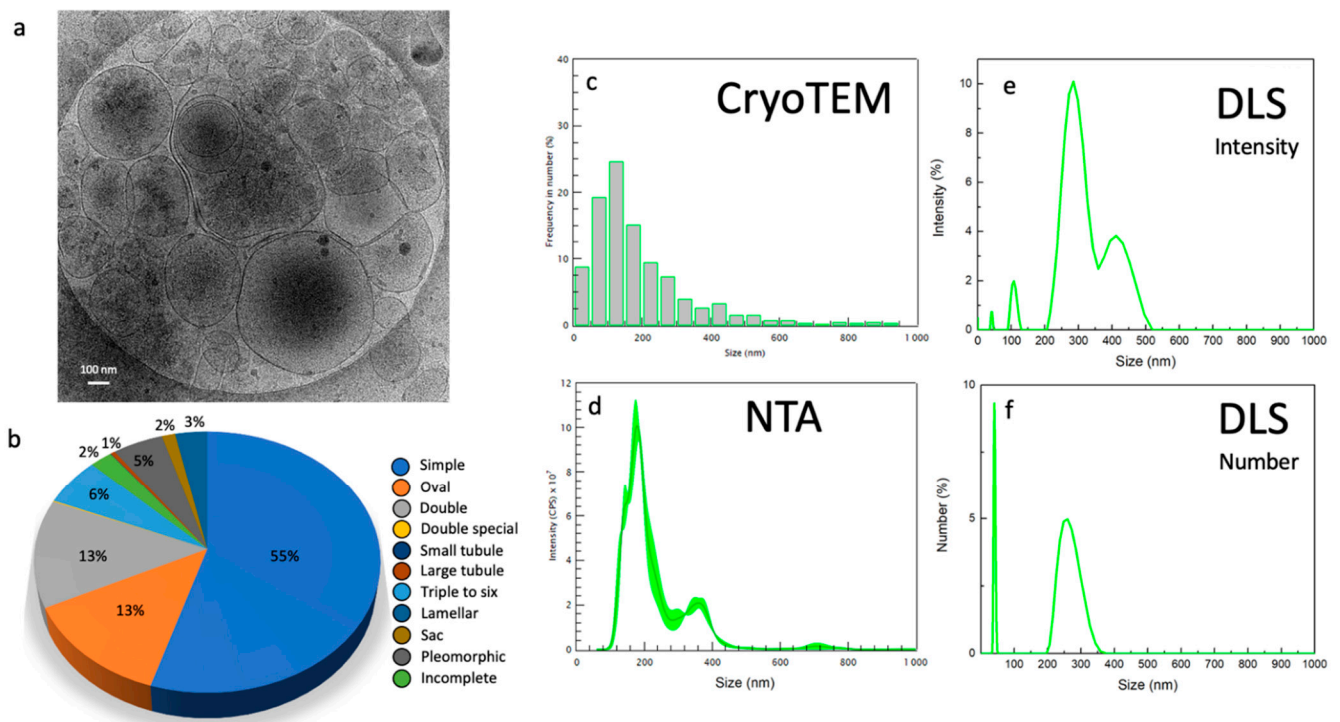 a
100 nm
b
2%
1%
5%
2%
3%
6%
13%
13%
55%
Simple
Oval
Double
Double special
Small tubule
Large tubule
Triple to six
Lamellar
Sac
Pleomorphic
Incomplete
c
CryoTEM
Frequency in number (%)
40
30
20
10
0
0 200 400 600 800 1 000
Size (nm)
d
NTA
Intensity (CPS) x 10⁷
12
10
8
6
4
2
0
0 200 400 600 800 1 000
Size (nm)
e
DLS
Intensity
Intensity (%)
10
8
6
4
2
0
0 100 200 300 400 500 600 700 800 900 1000
Size (nm)
f
DLS
Number
Number (%)
10
5
0
100 200 300 400 500 600 700 800 900 1000
Size (nm)